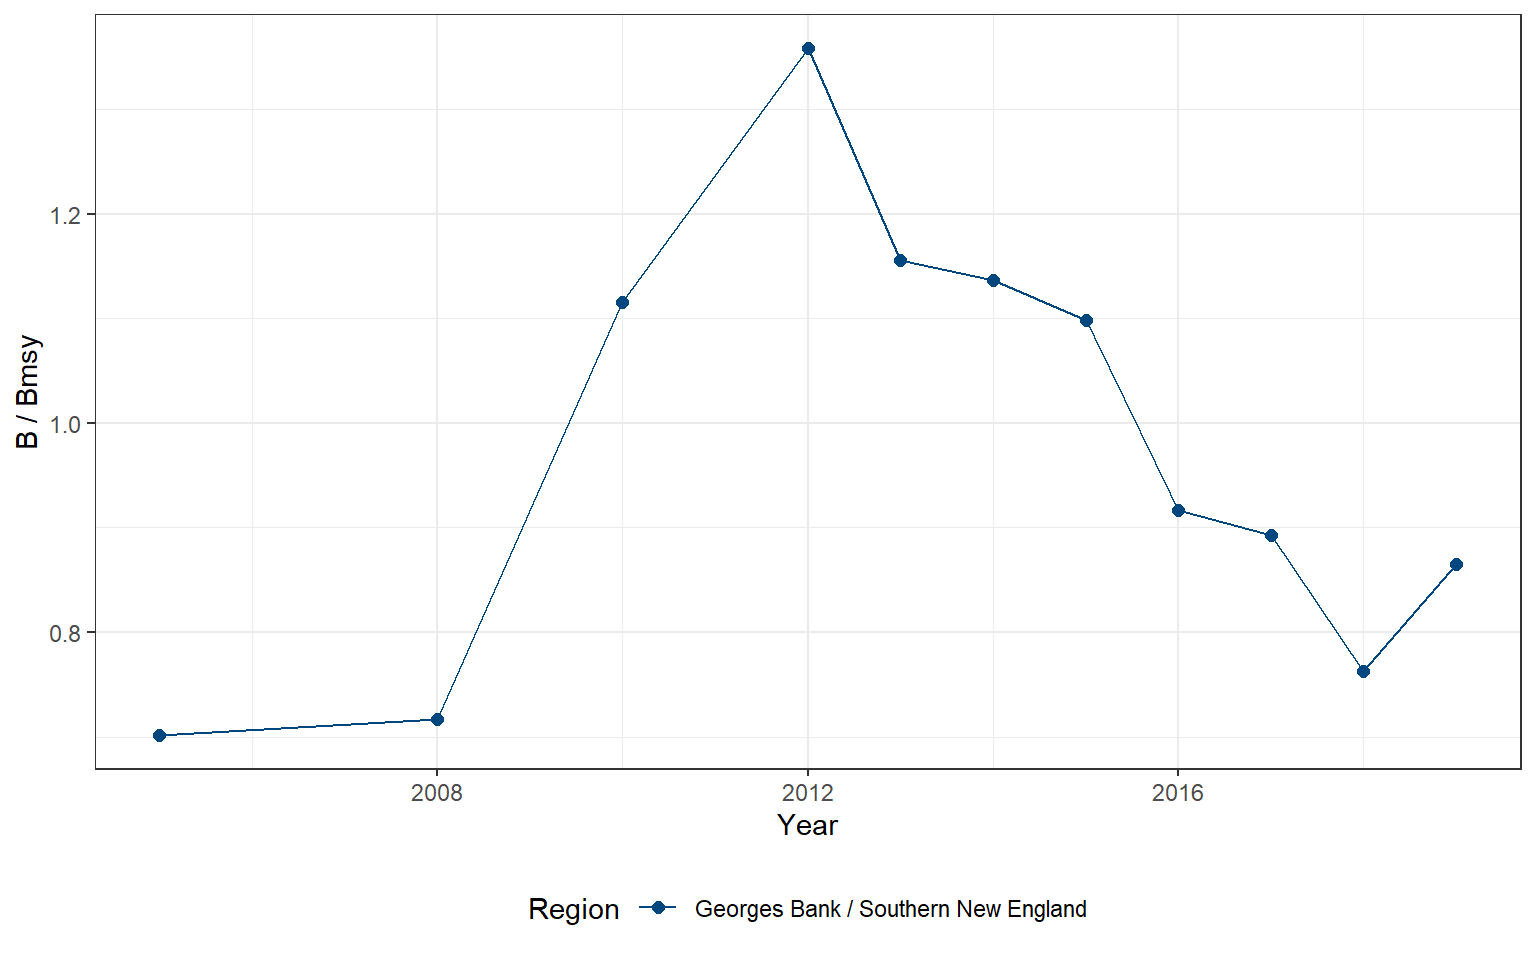 B / Bmsy
1.2
1.0
0.8
2008 2012 2016
Year
Region Georges Bank / Southern New England